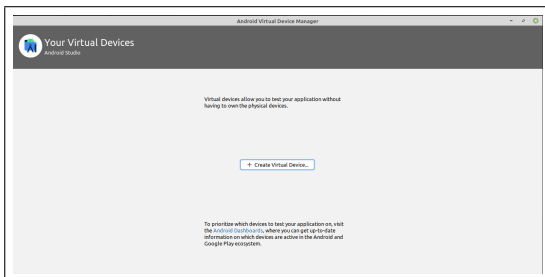 Android Virtual Device Manager
Your Virtual Devices
Android Studio
Virtual devices allow you to test your application without
having to own the physical devices.
+ Create Virtual Device...
To prioritize which devices to test your application on, visit
the Android Dashboards, where you can get up-to-date
information on which devices are active in the Android and
Google Play ecosystem.